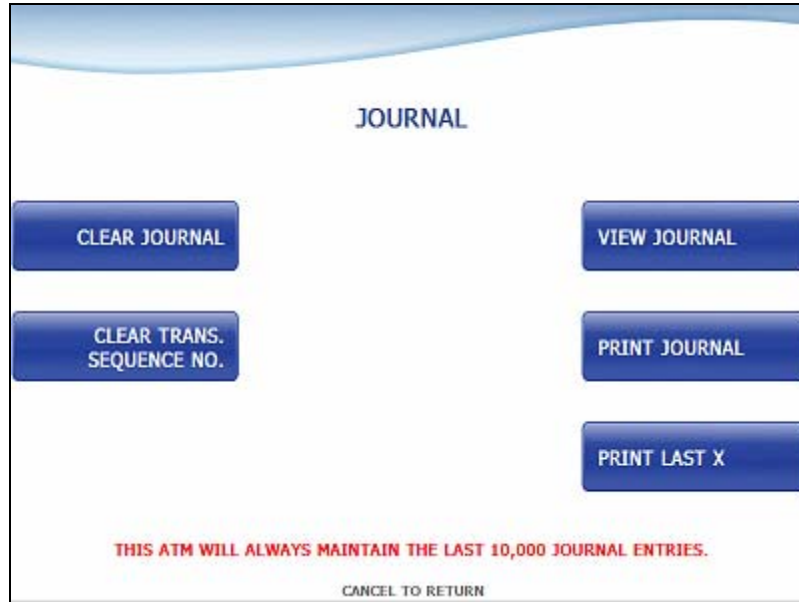 JOURNAL
CLEAR JOURNAL
VIEW JOURNAL
CLEAR TRANS.
SEQUENCE NO.
PRINT JOURNAL
PRINT LAST X
THIS ATM WILL ALWAYS MAINTAIN THE LAST 10,000 JOURNAL ENTRIES.
CANCEL TO RETURN